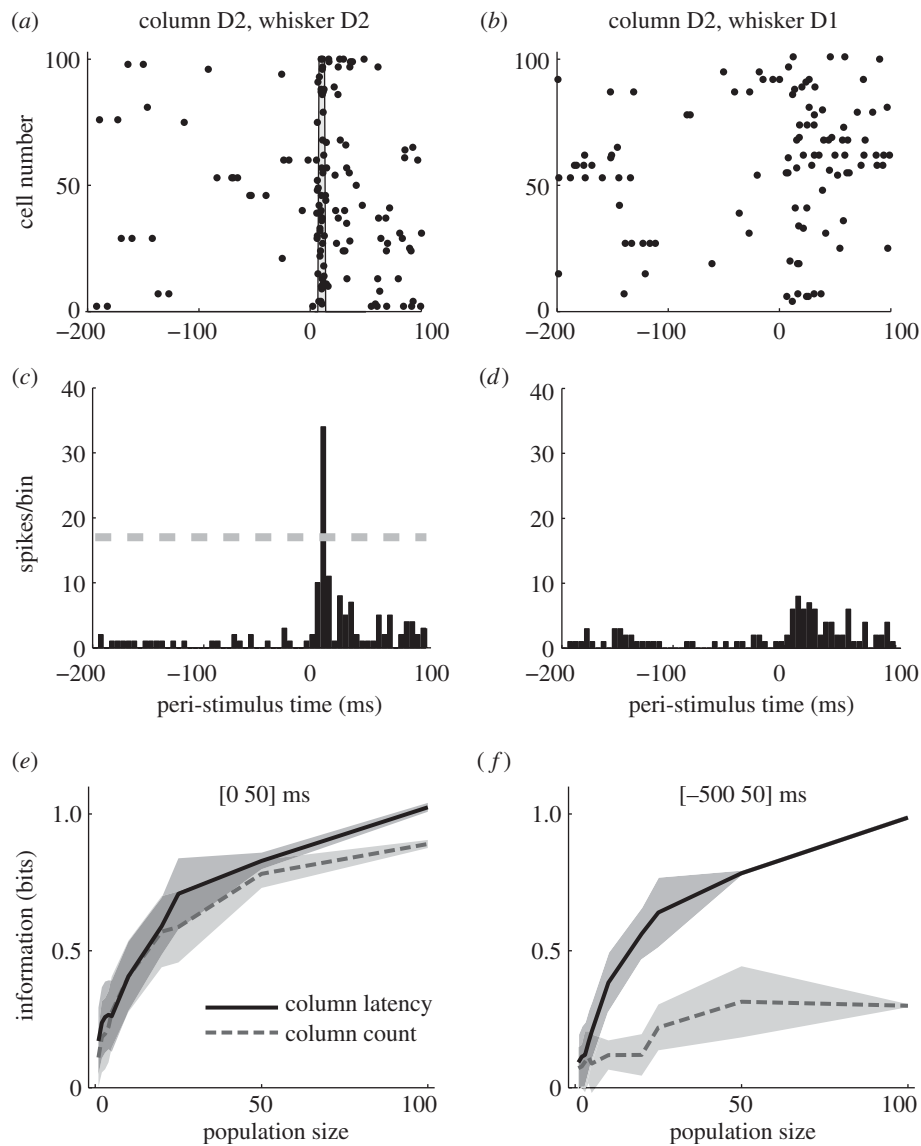 (a) column D2, whisker D2
(b) column D2, whisker D1
cell number
100
50
0
−200 −100 0 100
100
50
0
−200 −100 0 100
(c)
spikes/bin
40
30
20
10
0
−200 −100 0 100
peri-stimulus time (ms)
(d)
40
30
20
10
0
−200 −100 0 100
peri-stimulus time (ms)
(e)
[0 50] ms
information (bits)
1.0
0.5
0
column latency
column count
0 50 100
population size
(f)
[−500 50] ms
1.0
0.5
0
0 50 100
population size